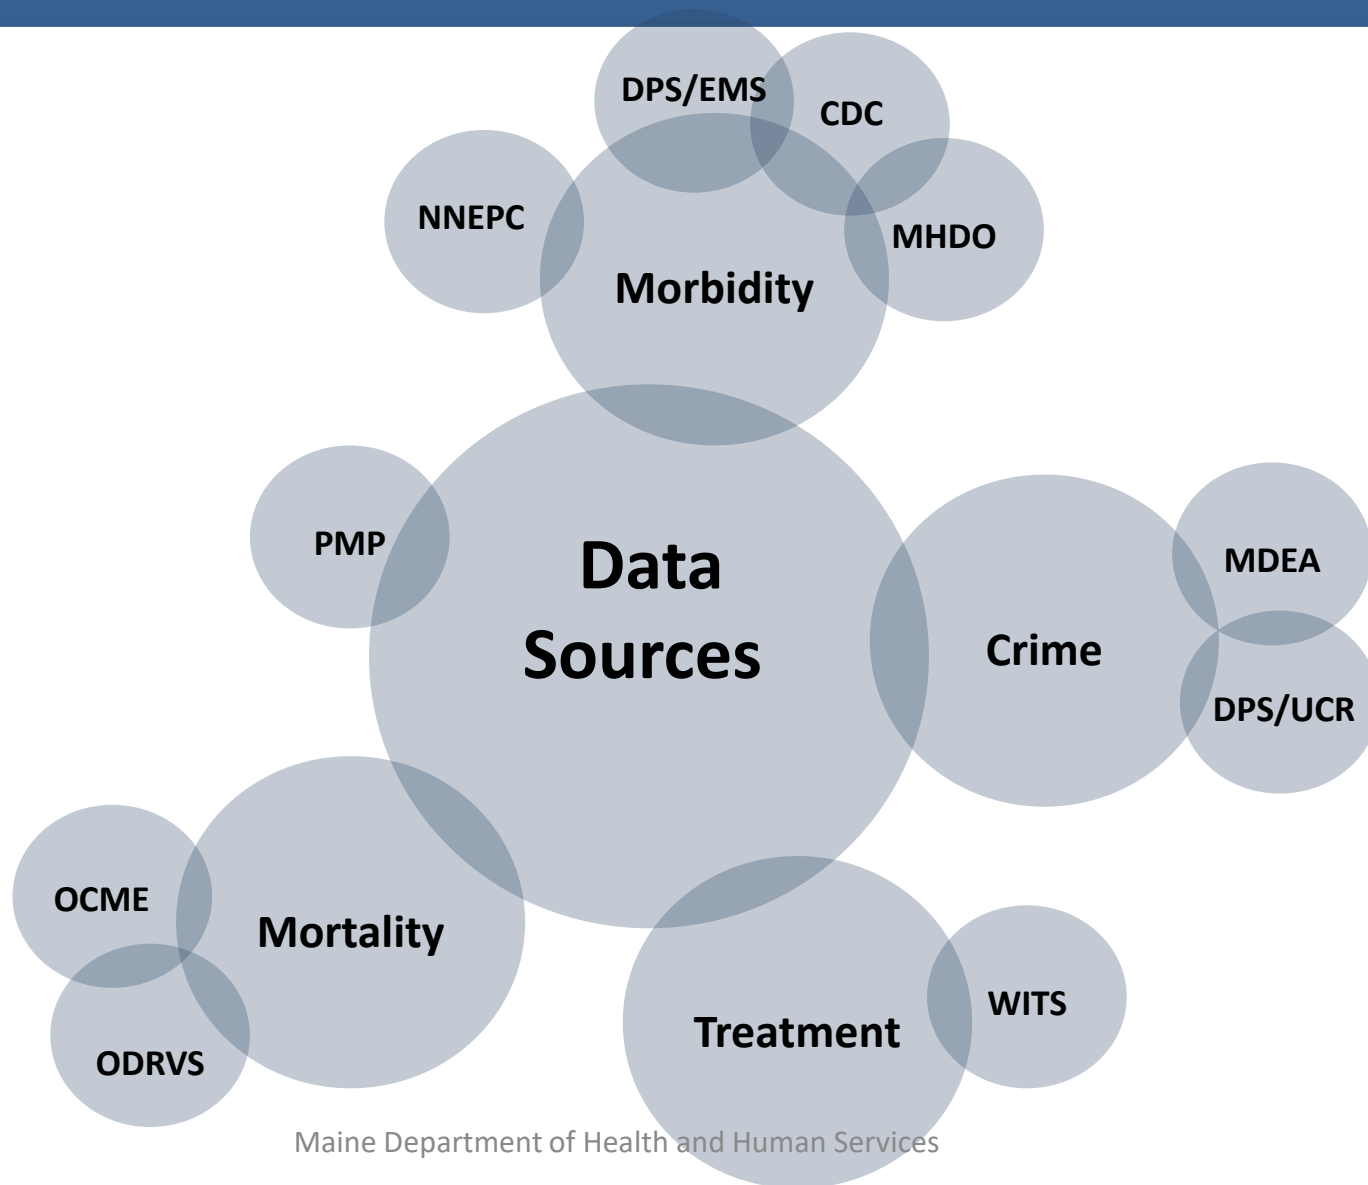 DPS/EMS
CDC
NNEPC
MHDO
Morbidity
PMP
Data
Sources
MDEA
Crime
DPS/UCR
OCME
Mortality
ODRVS
WITS
Treatment
Maine Department of Health and Human Services